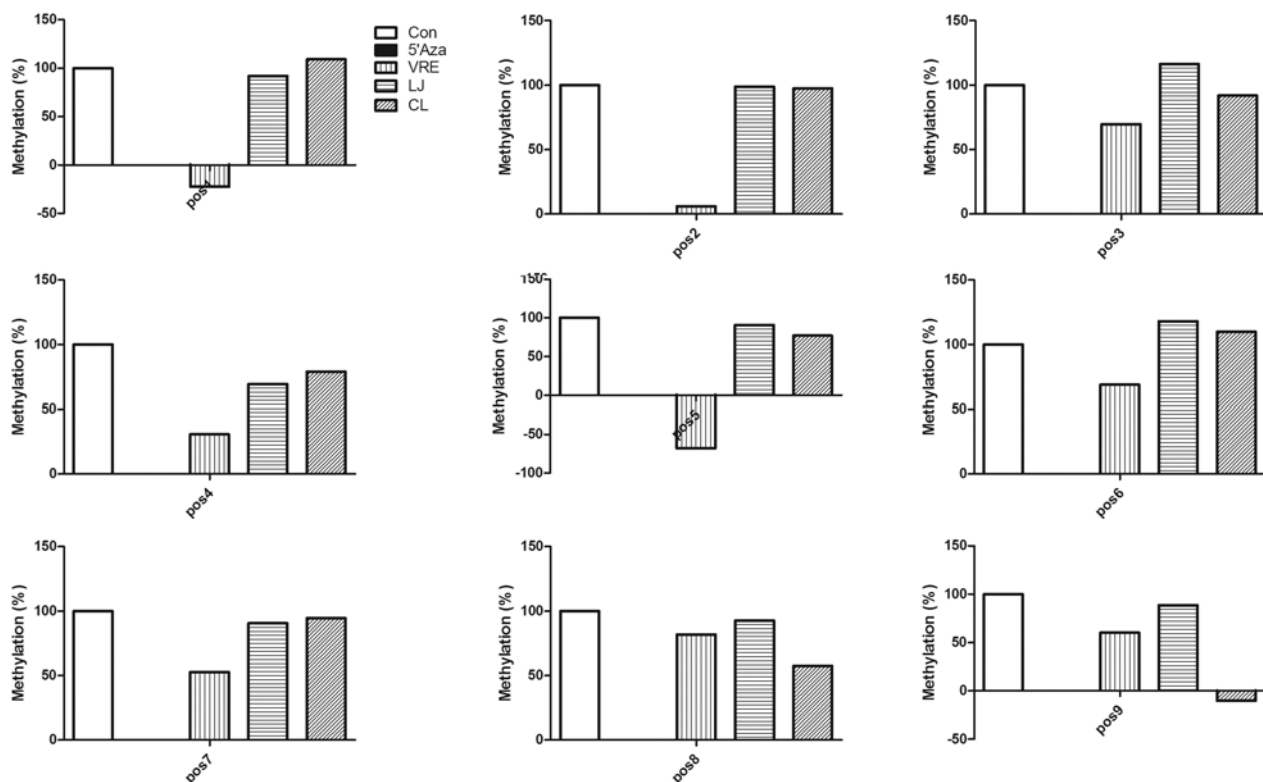 Methylation (%)
150
100
50
0
-50
pos1
Con
5'Aza
VRE
LJ
CL
Methylation (%)
150
100
50
0
pos2
Methylation (%)
150
100
50
0
pos3
Methylation (%)
150
100
50
0
pos4
Methylation (%)
100
50
0
-50
-100
pos5
Methylation (%)
150
100
50
0
pos6
Methylation (%)
150
100
50
0
pos7
Methylation (%)
150
100
50
0
pos8
Methylation (%)
150
100
50
0
-50
pos9